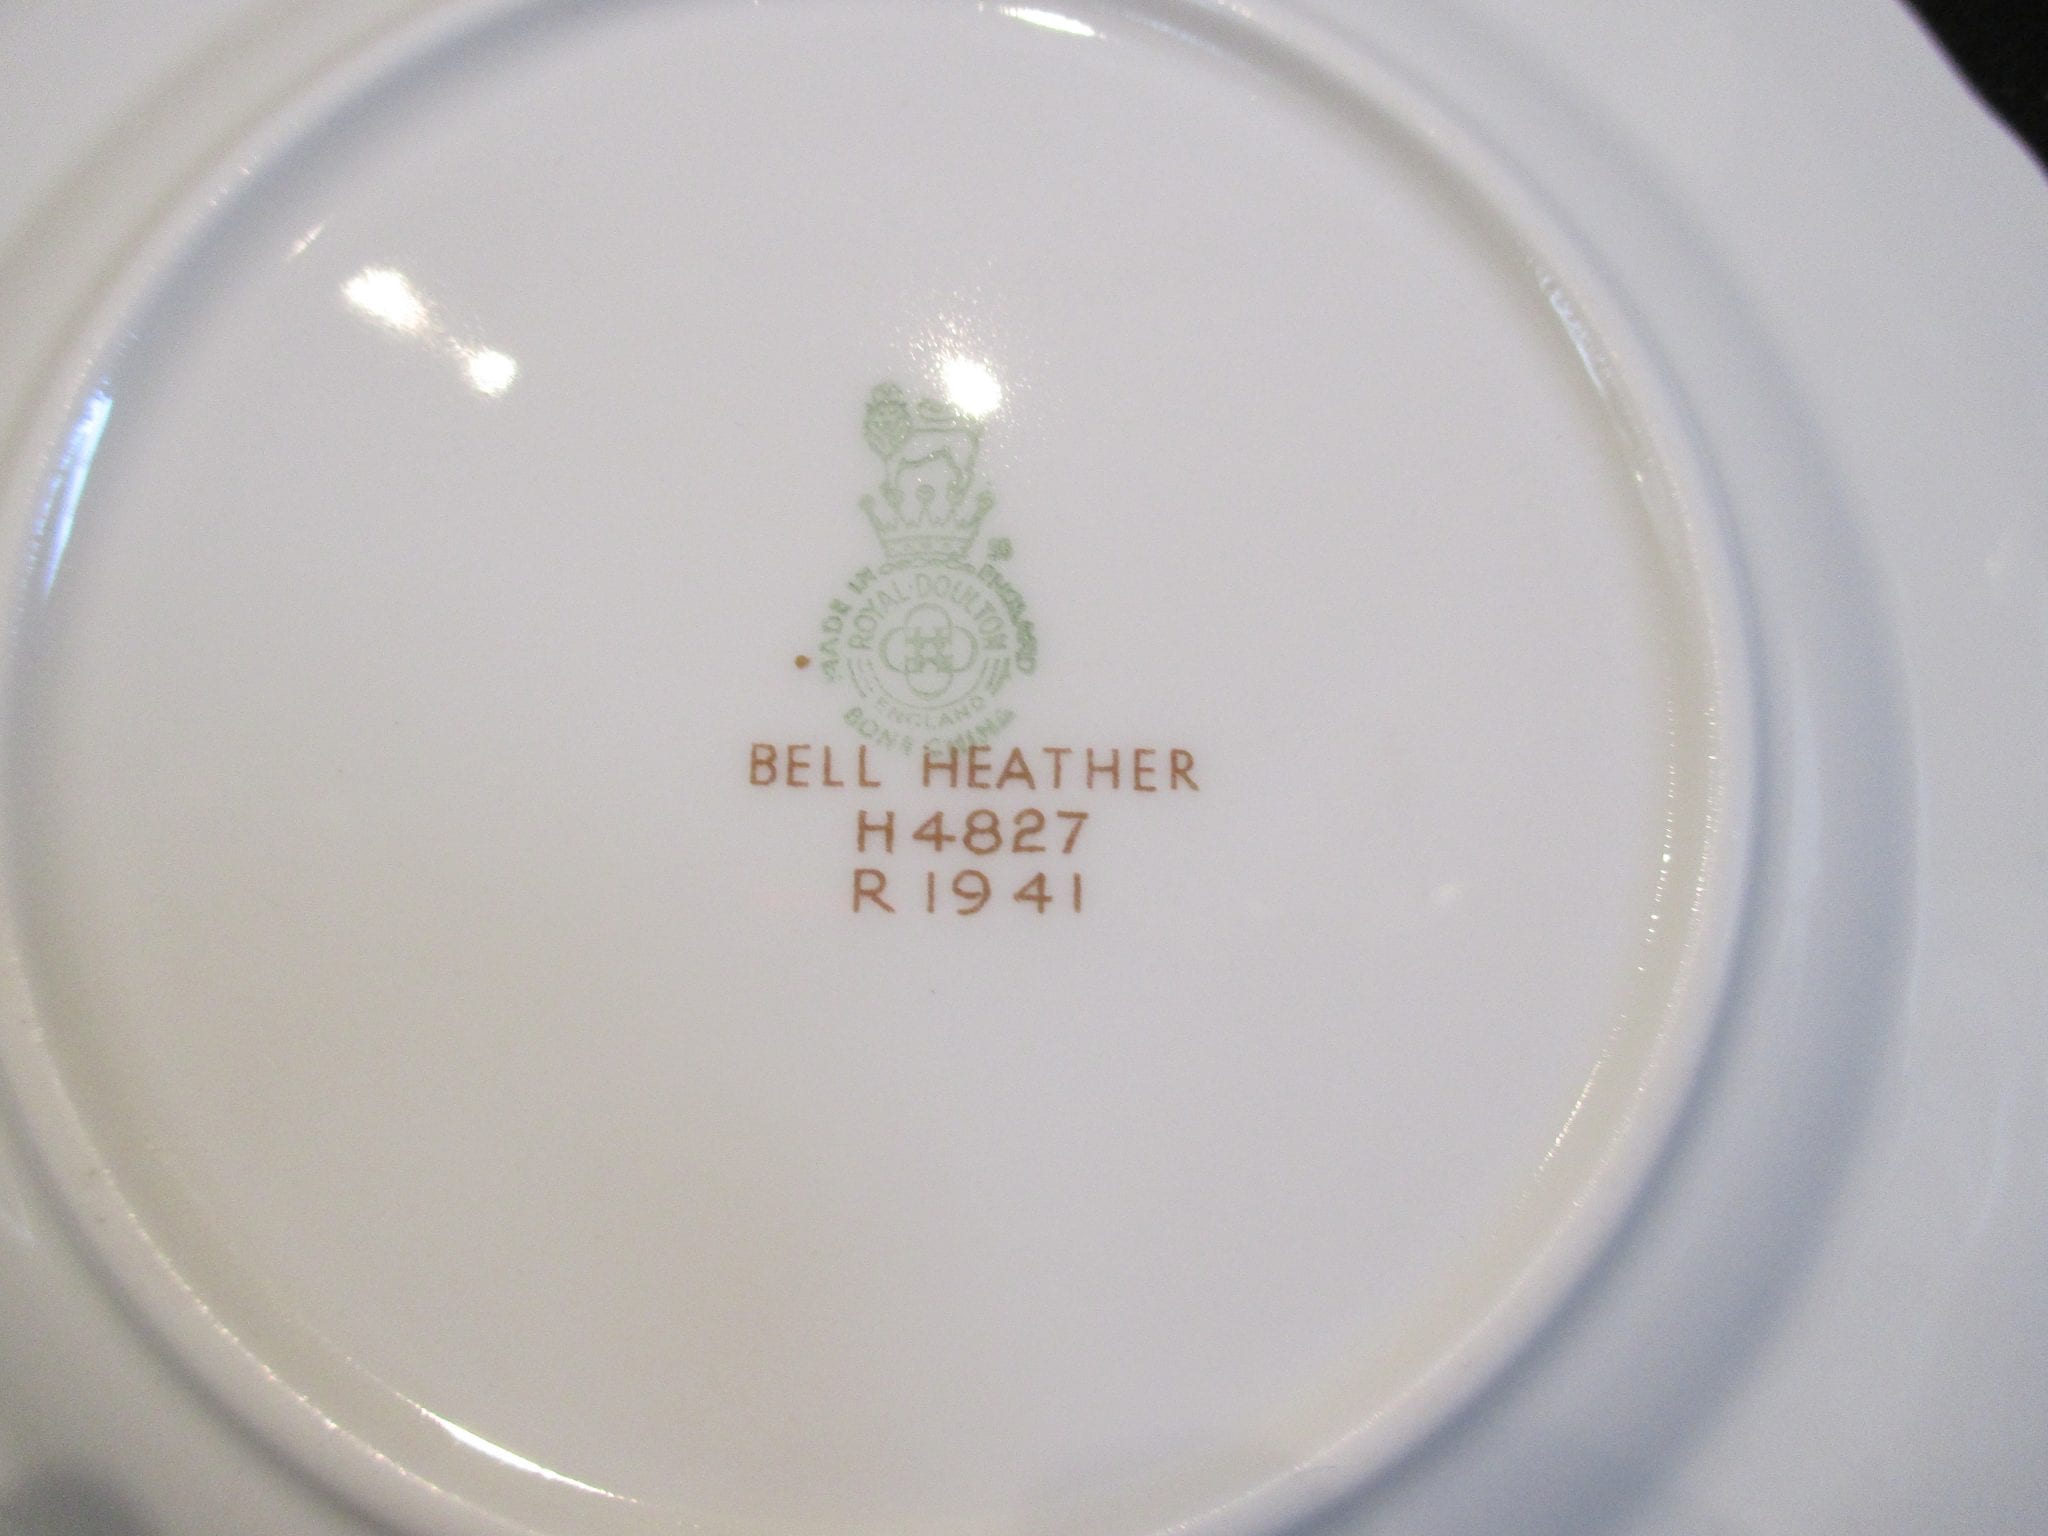 MADE IN ENGLAND
ROYAL·DOULTON
ENGLAND
BONE CHINA
BELL HEATHER
H4827
R1941